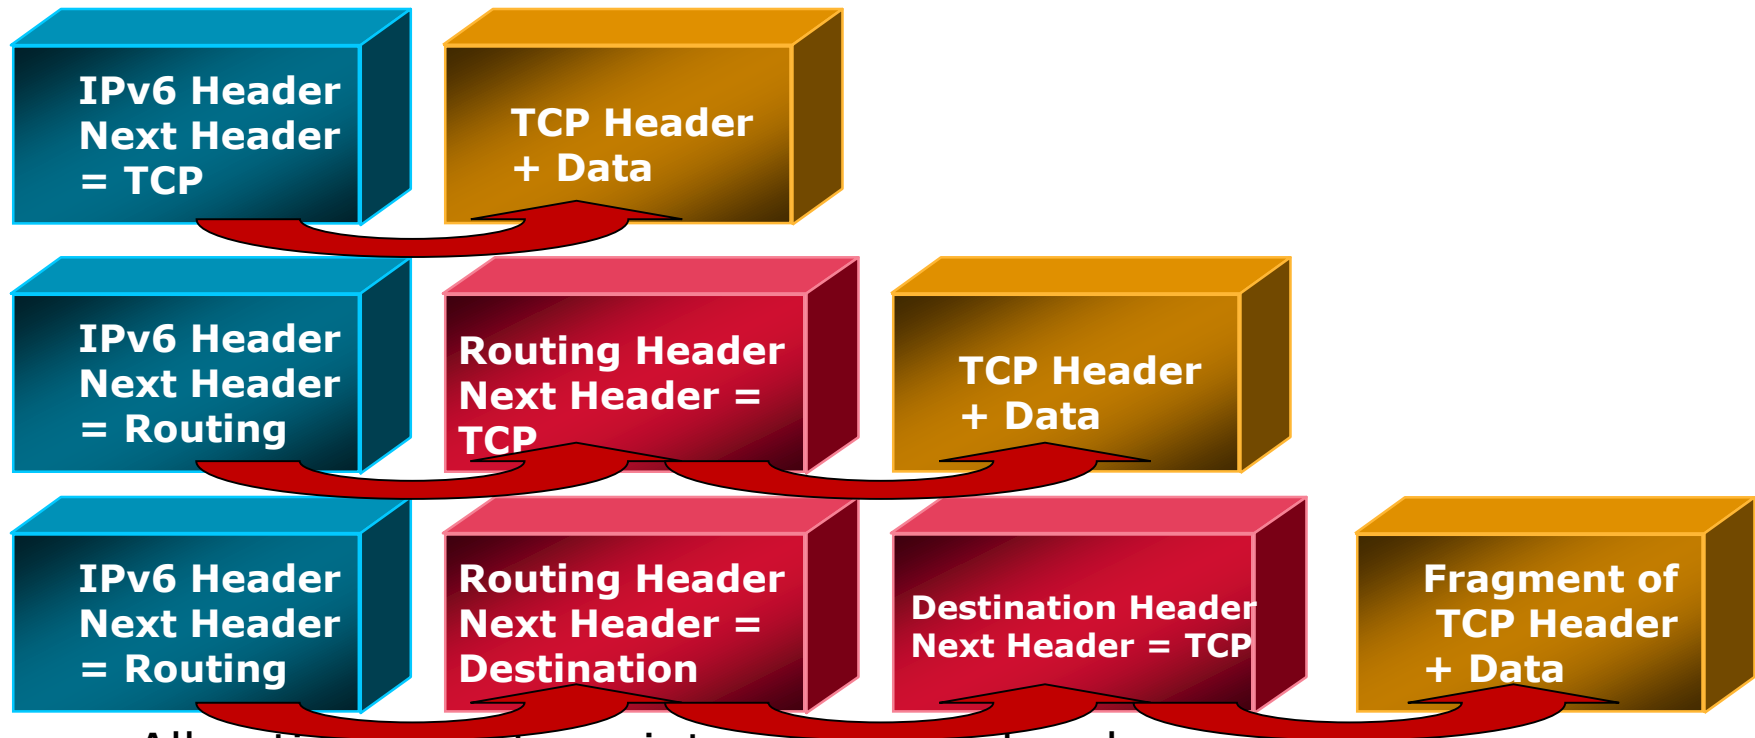 IPv6 Header
Next Header
= TCP
TCP Header
+ Data
IPv6 Header
Next Header
= Routing
Routing Header
Next Header =
TCP
TCP Header
+ Data
IPv6 Header
Next Header
= Routing
Routing Header
Next Header =
Destination
Destination Header
Next Header = TCP
Fragment of
TCP Header
+ Data